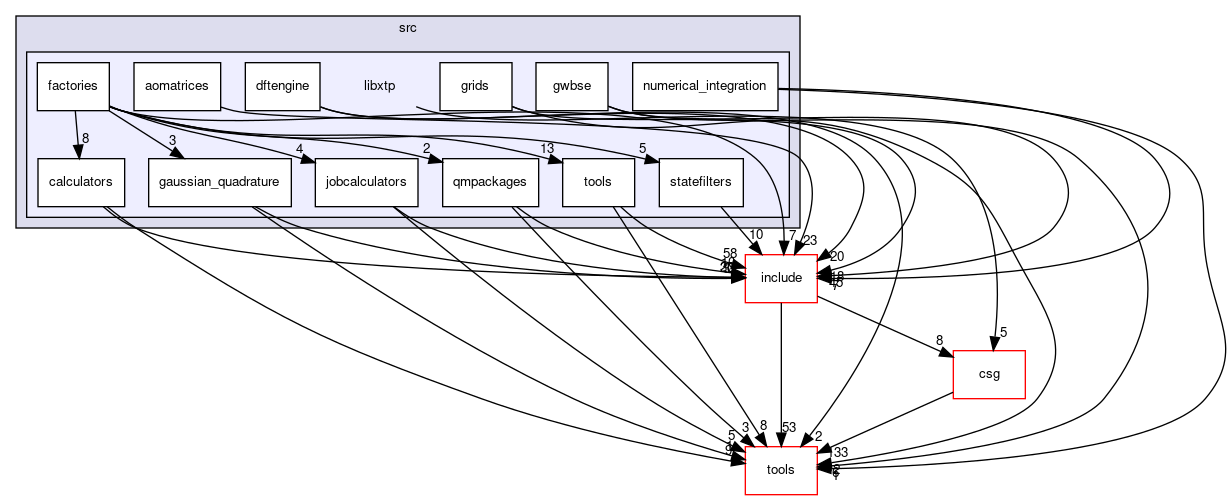 src
factories
aomatrices
dftengine
libxtp
grids
gwbse
numerical_integration
8
3
4
2
13
5
calculators
gaussian_quadrature
jobcalculators
qmpackages
tools
statefilters
10
7
23
58
20
include
8
5
csg
3
8
53
2
5
133
tools